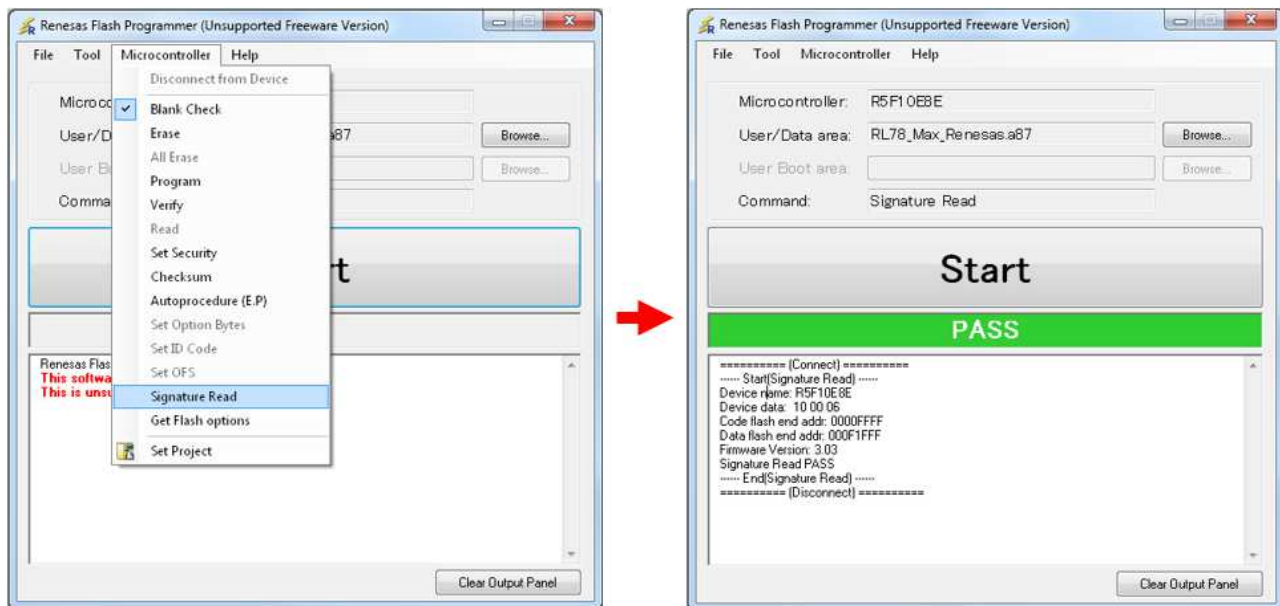 Renesas Flash Programmer (Unsupported Freeware Version)
File Tool Microcontroller Help
Disconnect from Device
Blank Check
Erase
All Erase
Program
Verify
Read
Set Security
Checksum
Autoprocedure (E.P)
Set Option Bytes
Set ID Code
Set OFS
Signature Read
Get Flash options
Set Project
Microco
User/D
.a87
Browse...
User B
Browse...
Comma
rt
Renesas Flas
This softwa
This is unsu
Clear Output Panel
Renesas Flash Programmer (Unsupported Freeware Version)
File Tool Microcontroller Help
Microcontroller: R5F10E8E
User/Data area: RL78_Max_Renesas.a87 Browse...
User Boot area: Browse...
Command: Signature Read
Start
PASS
========== (Connect) ==========
------ Start(Signature Read) ------
Device name: R5F10E8E
Device data: 10 00 06
Code flash end addr: 0000FFFF
Data flash end addr: 000F1FFF
Firmware Version: 3.03
Signature Read PASS
------ End(Signature Read) ------
========== (Disconnect) ==========
Clear Output Panel